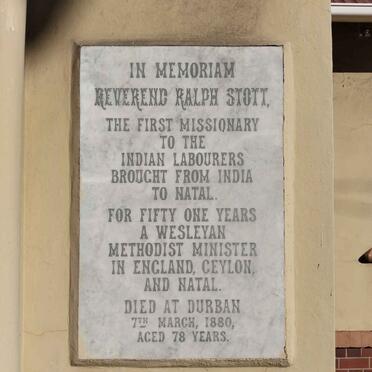 IN MEMORIAM
REVEREND RALPH STOTT,
THE FIRST MISSIONARY
TO THE
INDIAN LABOURERS
BROUGHT FROM INDIA
TO NATAL.
FOR FIFTY ONE YEARS
A WESLEYAN
METHODIST MINISTER
IN ENGLAND, CEYLON,
AND NATAL.
DIED AT DURBAN
7TH MARCH, 1880,
AGED 78 YEARS.